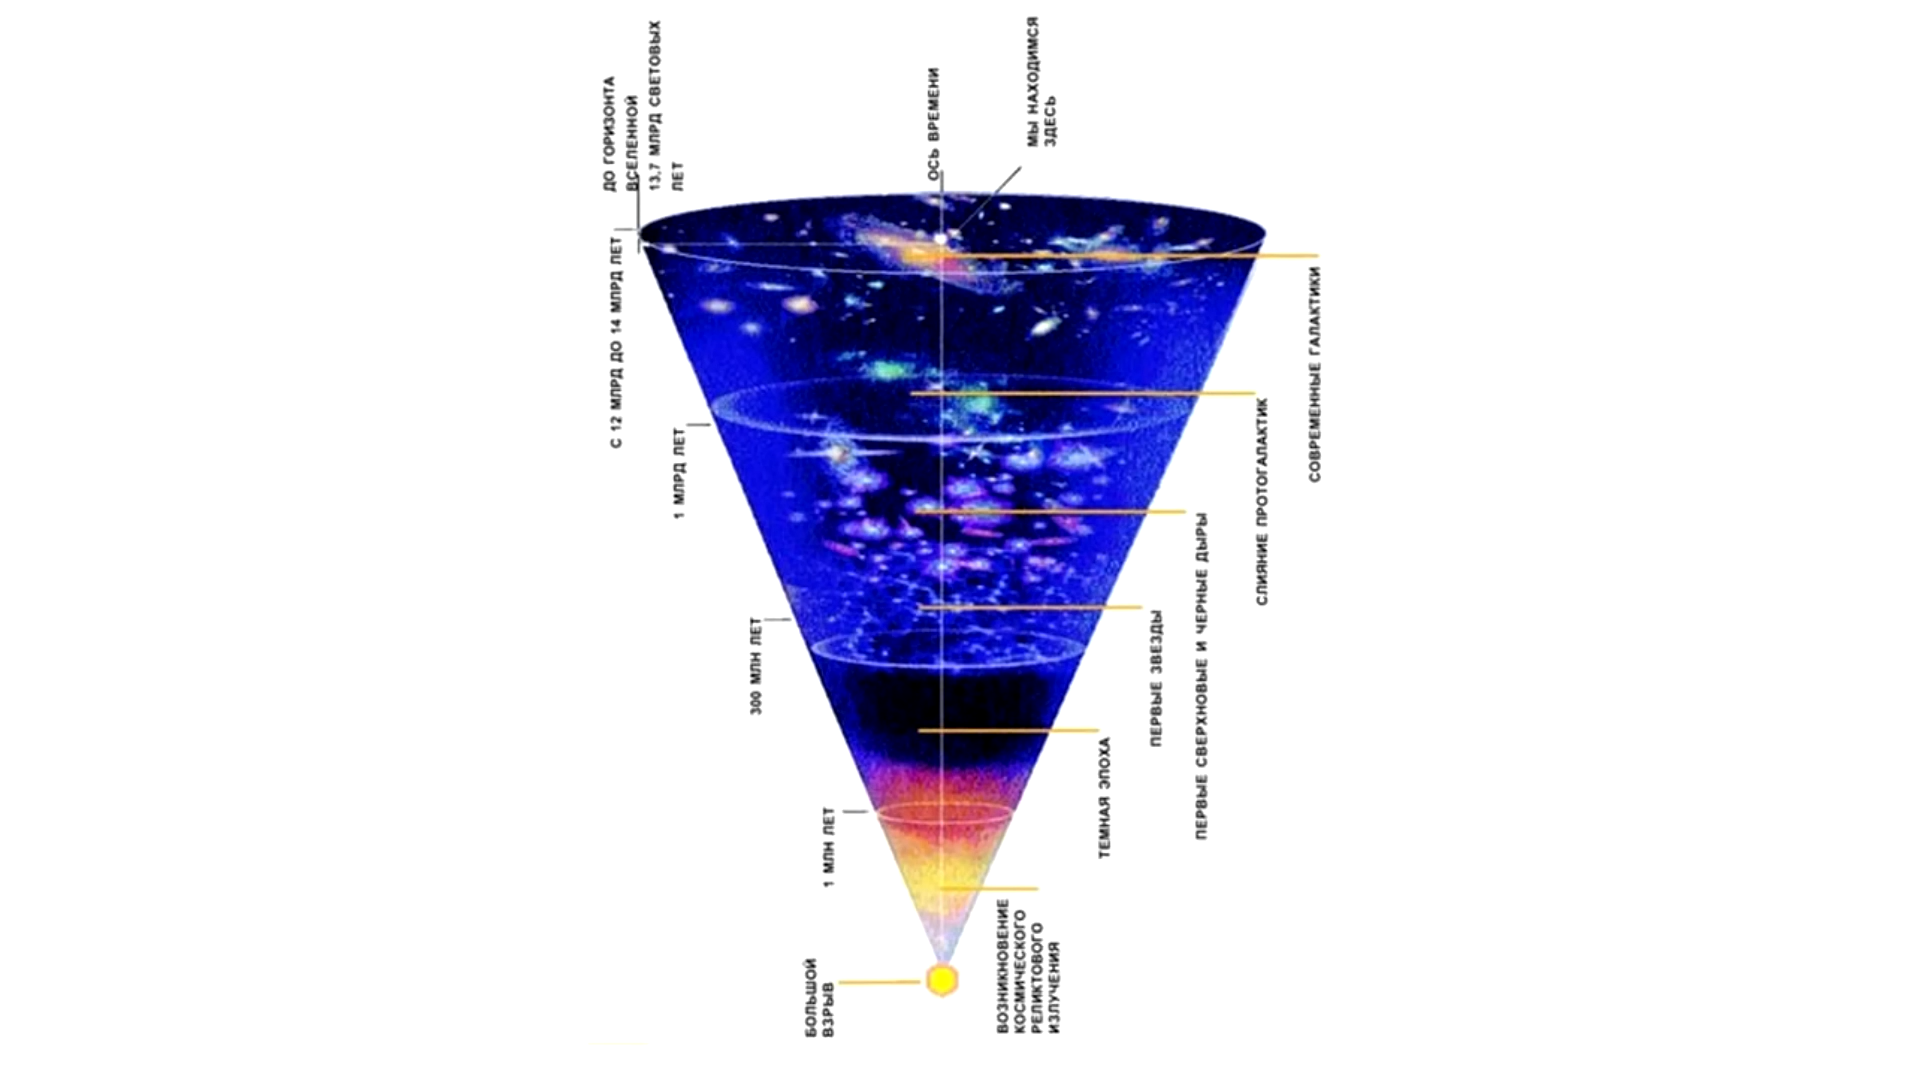 ДО ГОРИЗОНТА
ВСЕЛЕННОЙ
13,7 МЛРД СВЕТОВЫХ
ЛЕТ
ОСЬ ВРЕМЕНИ
МЫ НАХОДИМСЯ
ЗДЕСЬ
С 12 МЛРД ДО 14 МЛРД ЛЕТ
1 МЛРД ЛЕТ
300 МЛН ЛЕТ
1 МЛН ЛЕТ
БОЛЬШОЙ
ВЗРЫВ
ВОЗНИКНОВЕНИЕ
КОСМИЧЕСКОГО
РЕЛИКТОВОГО
ИЗЛУЧЕНИЯ
ТЕМНАЯ ЭПОХА
ПЕРВЫЕ ЗВЕЗДЫ
ПЕРВЫЕ СВЕРХНОВЫЕ И ЧЕРНЫЕ ДЫРЫ
СЛИЯНИЕ ПРОТОГАЛАКТИК
СОВРЕМЕННЫЕ ГАЛАКТИКИ